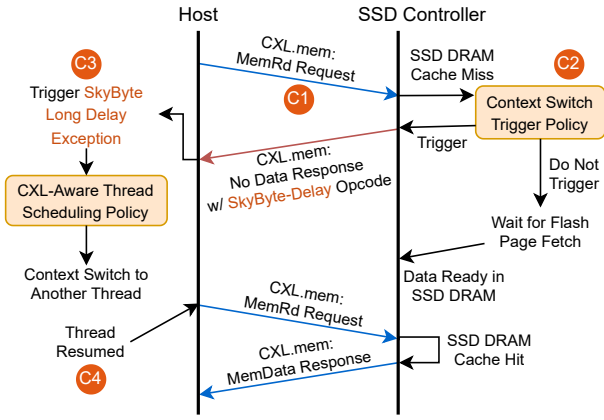 Host
SSD Controller
C3
Trigger SkyByte
Long Delay
Exception
CXL-Aware Thread
Scheduling Policy
Context Switch to
Another Thread
Thread
Resumed
C4
CXL.mem:
MemRd Request
C1
CXL.mem:
No Data Response
w/ SkyByte-Delay Opcode
CXL.mem:
MemRd Request
CXL.mem:
MemData Response
SSD DRAM
Cache Miss
C2
Context Switch
Trigger Policy
Trigger
Do Not
Trigger
Wait for Flash
Page Fetch
Data Ready in
SSD DRAM
SSD DRAM
Cache Hit